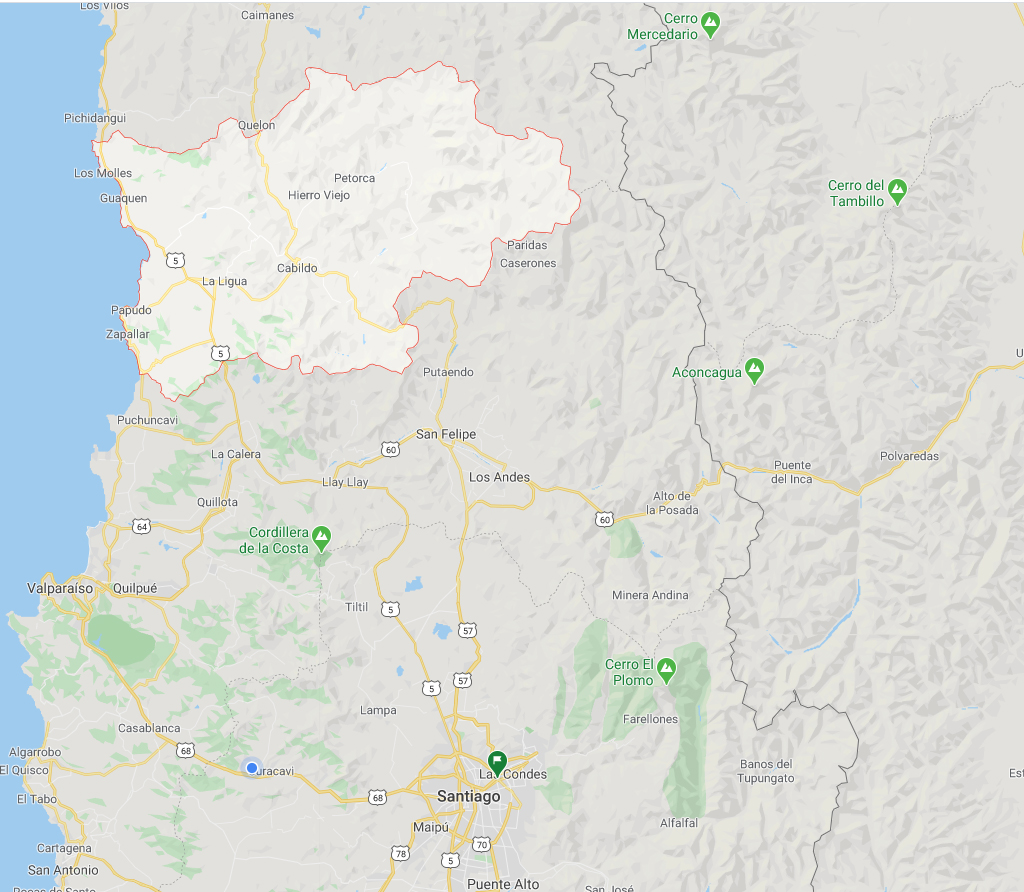 Los Vilos
Caimanes
Cerro
Mercedario
Pichidangui
Quelon
Los Molles
Petorca
Hierro Viejo
Guaquen
Cerro del
Tambillo
Paridas
Caserones
5
Cabildo
La Ligua
Papudo
Zapallar
5
Putaendo
Aconcagua
U
Puchuncavi
San Felipe
60
La Calera
Polvaredas
Puente
del Inca
Llay Llay
Los Andes
Quillota
Alto de
la Posada
64
60
Cordillera
de la Costa
Valparaíso
Quilpué
Minera Andina
Tiltil
5
57
Cerro El
Plomo
57
5
Lampa
Farellones
Casablanca
68
Algarrobo
El Quisco
uracavi
Las Condes
Banos del
Tupungato
Est
El Tabo
68
Santiago
Alfalfal
Maipú
Cartagena
70
78
5
San Antonio
Puente Alto
Rocas de Santo
San José